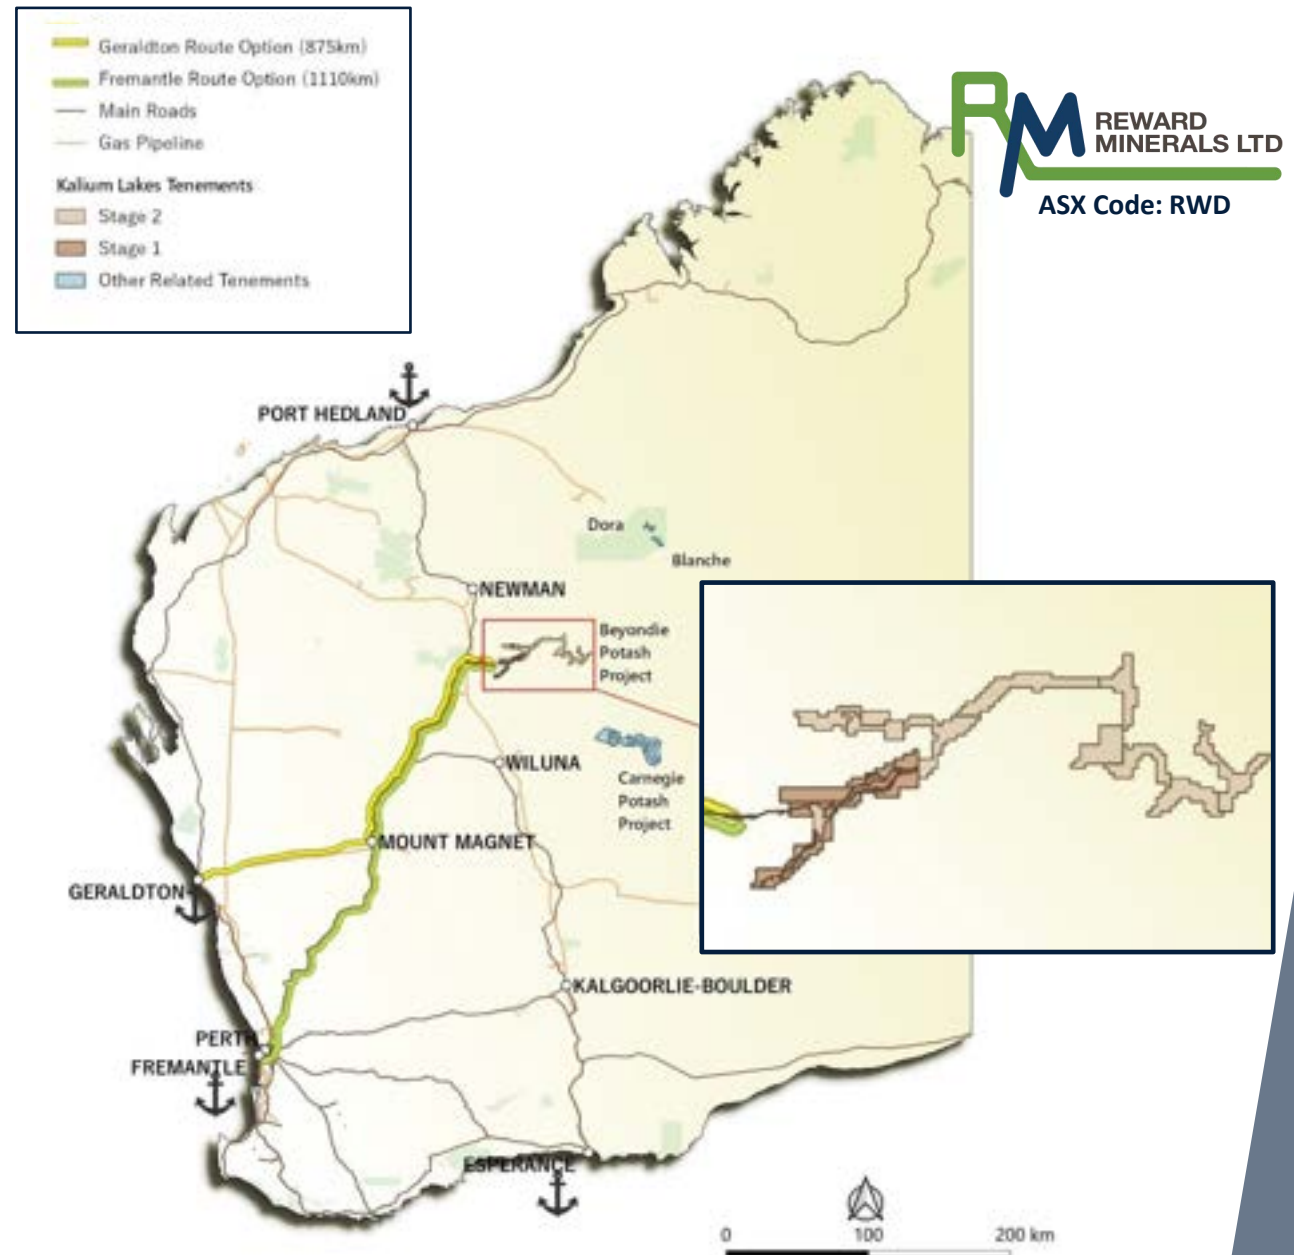 Geraldton Route Option (875km)
Fremantle Route Option (1110km)
Main Roads
Gas Pipeline
Kalium Lakes Tenements
Stage 2
Stage 1
Other Related Tenements
RM
REWARD
MINERALS LTD
ASX Code: RWD
PORT HEDLAND
Dora
Blanche
NEWMAN
Beyondie
Potash
Project
WILUNA
Carnegie
Potash
Project
MOUNT MAGNET
GERALDTON
KALGOORLIE-BOULDER
PERTH
FREMANTLE
ESPERANCE
0 100 200 km